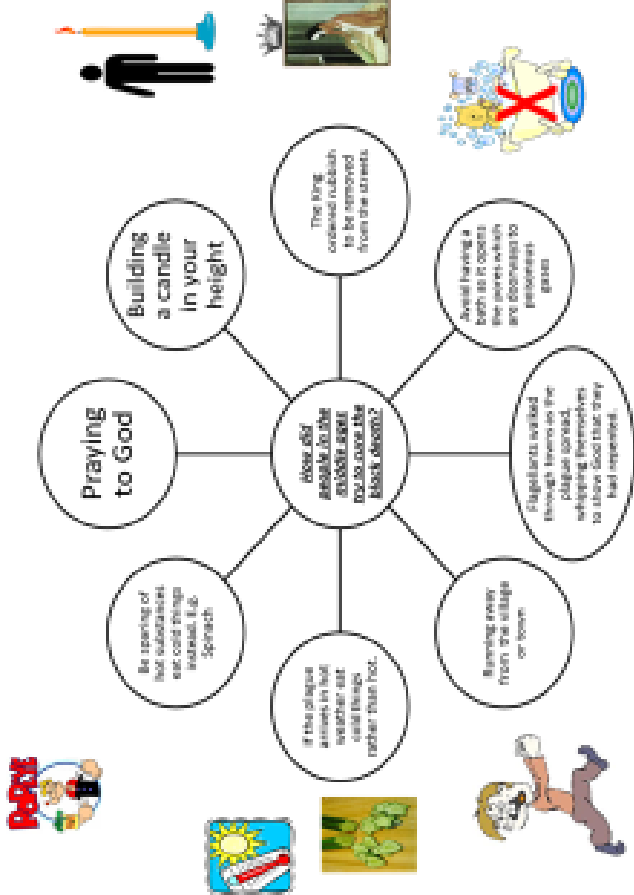 How did
people in the
middle ages
try to cure the
black death?
Praying
to God
Building
a candle
in your
height
The King
ordered rubbish
to be removed
from the streets.
Avoid having a
bath as it opens
the pores which
are doorways to
poisonous
gases
Flagellants walked
through towns as the
plague spread,
whipping themselves
to show God that they
had repented.
Running away
from the village
or town
If the plague
arrives in hot
weather eat
cold things
rather than hot.
Be sparing of
hot substances
eat cold things
instead. E.g.
Spinach
POPEYE